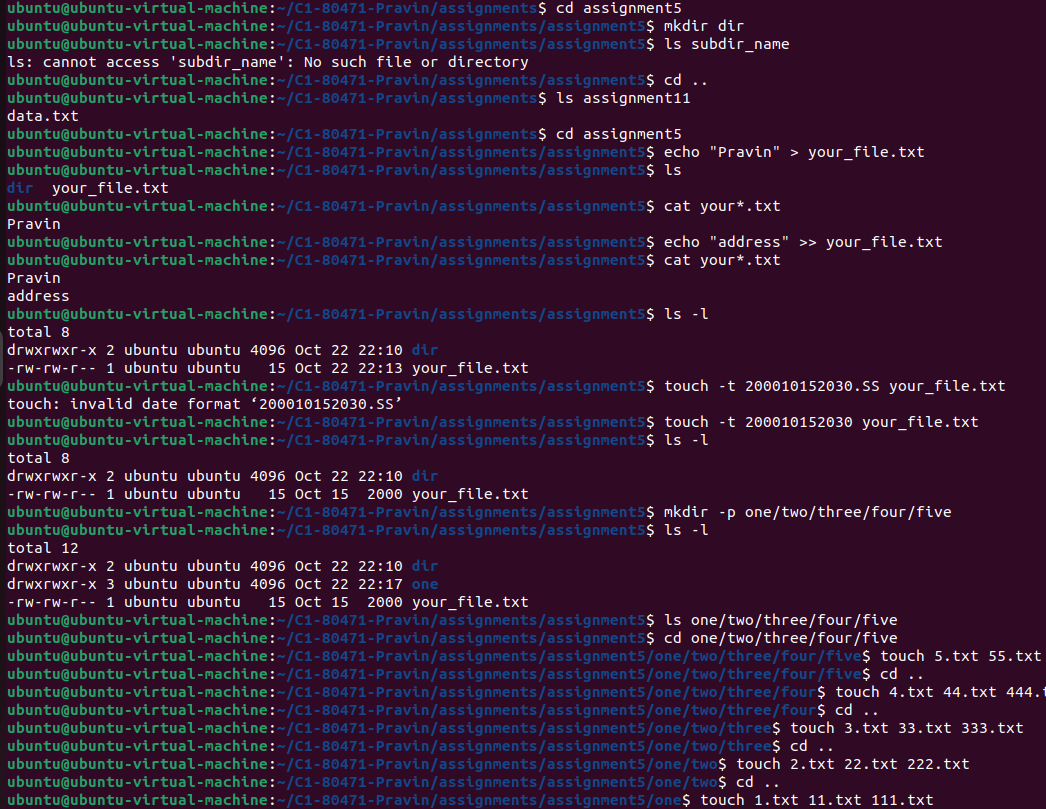 ubuntu@ubuntu-virtual-machine:~/C1-80471-Pravin/assignments$ cd assignment5
ubuntu@ubuntu-virtual-machine:~/C1-80471-Pravin/assignments/assignment5$ mkdir dir
ubuntu@ubuntu-virtual-machine:~/C1-80471-Pravin/assignments/assignment5$ ls subdir_name
ls: cannot access 'subdir_name': No such file or directory
ubuntu@ubuntu-virtual-machine:~/C1-80471-Pravin/assignments/assignment5$ cd ..
ubuntu@ubuntu-virtual-machine:~/C1-80471-Pravin/assignments$ ls assignment11
data.txt
ubuntu@ubuntu-virtual-machine:~/C1-80471-Pravin/assignments$ cd assignment5
ubuntu@ubuntu-virtual-machine:~/C1-80471-Pravin/assignments/assignment5$ echo "Pravin" > your_file.txt
ubuntu@ubuntu-virtual-machine:~/C1-80471-Pravin/assignments/assignment5$ ls
dir  your_file.txt
ubuntu@ubuntu-virtual-machine:~/C1-80471-Pravin/assignments/assignment5$ cat your*.txt
Pravin
ubuntu@ubuntu-virtual-machine:~/C1-80471-Pravin/assignments/assignment5$ echo "address" >> your_file.txt
ubuntu@ubuntu-virtual-machine:~/C1-80471-Pravin/assignments/assignment5$ cat your*.txt
Pravin
address
ubuntu@ubuntu-virtual-machine:~/C1-80471-Pravin/assignments/assignment5$ ls -l
total 8
drwxrwxr-x 2 ubuntu ubuntu 4096 Oct 22 22:10 dir
-rw-rw-r-- 1 ubuntu ubuntu   15 Oct 22 22:13 your_file.txt
ubuntu@ubuntu-virtual-machine:~/C1-80471-Pravin/assignments/assignment5$ touch -t 200010152030.SS your_file.txt
touch: invalid date format ‘200010152030.SS’
ubuntu@ubuntu-virtual-machine:~/C1-80471-Pravin/assignments/assignment5$ touch -t 200010152030 your_file.txt
ubuntu@ubuntu-virtual-machine:~/C1-80471-Pravin/assignments/assignment5$ ls -l
total 8
drwxrwxr-x 2 ubuntu ubuntu 4096 Oct 22 22:10 dir
-rw-rw-r-- 1 ubuntu ubuntu   15 Oct 15  2000 your_file.txt
ubuntu@ubuntu-virtual-machine:~/C1-80471-Pravin/assignments/assignment5$ mkdir -p one/two/three/four/five
ubuntu@ubuntu-virtual-machine:~/C1-80471-Pravin/assignments/assignment5$ ls -l
total 12
drwxrwxr-x 2 ubuntu ubuntu 4096 Oct 22 22:10 dir
drwxrwxr-x 3 ubuntu ubuntu 4096 Oct 22 22:17 one
-rw-rw-r-- 1 ubuntu ubuntu   15 Oct 15  2000 your_file.txt
ubuntu@ubuntu-virtual-machine:~/C1-80471-Pravin/assignments/assignment5$ ls one/two/three/four/five
ubuntu@ubuntu-virtual-machine:~/C1-80471-Pravin/assignments/assignment5$ cd one/two/three/four/five
ubuntu@ubuntu-virtual-machine:~/C1-80471-Pravin/assignments/assignment5/one/two/three/four/five$ touch 5.txt 55.txt
ubuntu@ubuntu-virtual-machine:~/C1-80471-Pravin/assignments/assignment5/one/two/three/four/five$ cd ..
ubuntu@ubuntu-virtual-machine:~/C1-80471-Pravin/assignments/assignment5/one/two/three/four$ touch 4.txt 44.txt 444.t
ubuntu@ubuntu-virtual-machine:~/C1-80471-Pravin/assignments/assignment5/one/two/three/four$ cd ..
ubuntu@ubuntu-virtual-machine:~/C1-80471-Pravin/assignments/assignment5/one/two/three$ touch 3.txt 33.txt 333.txt
ubuntu@ubuntu-virtual-machine:~/C1-80471-Pravin/assignments/assignment5/one/two/three$ cd ..
ubuntu@ubuntu-virtual-machine:~/C1-80471-Pravin/assignments/assignment5/one/two$ touch 2.txt 22.txt 222.txt
ubuntu@ubuntu-virtual-machine:~/C1-80471-Pravin/assignments/assignment5/one/two$ cd ..
ubuntu@ubuntu-virtual-machine:~/C1-80471-Pravin/assignments/assignment5/one$ touch 1.txt 11.txt 111.txt